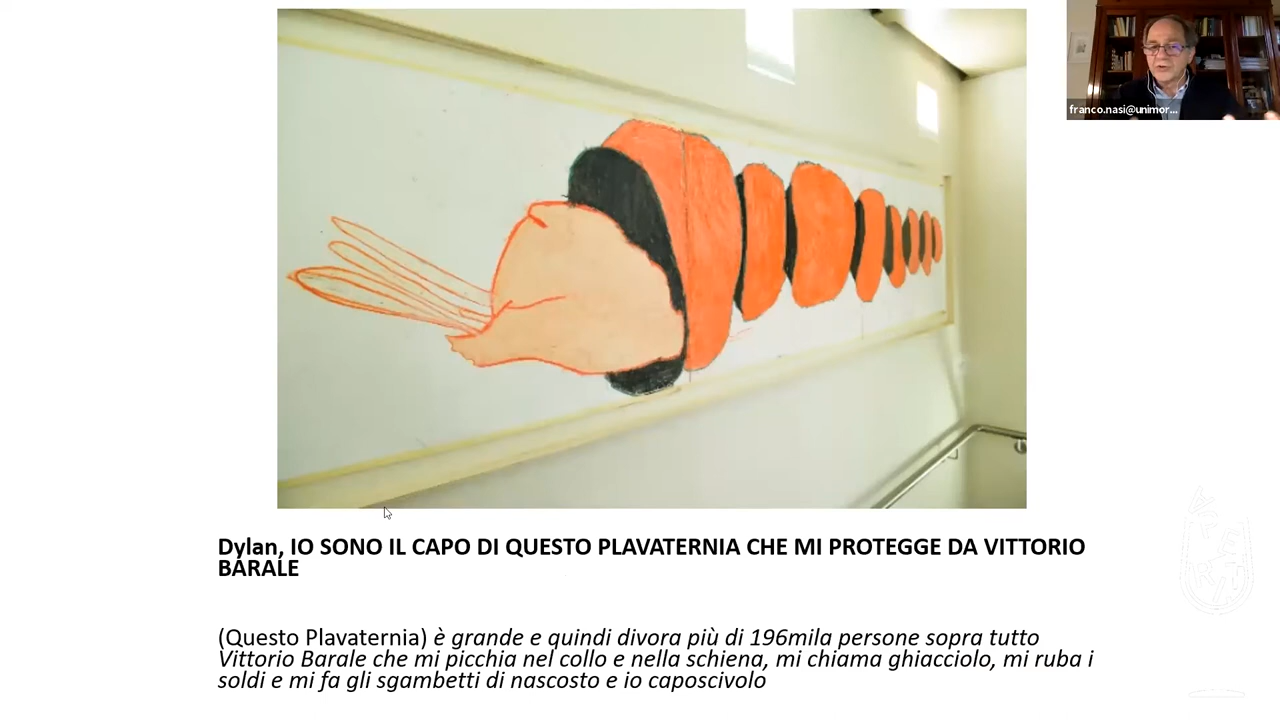 franco.nasi@unimor...
Dylan, IO SONO IL CAPO DI QUESTO PLAVATERNIA CHE MI PROTEGGE DA VITTORIO
BARALE
(Questo Plavaternia) è grande e quindi divora più di 196mila persone sopra tutto
Vittorio Barale che mi picchia nel collo e nella schiena, mi chiama ghiacciolo, mi ruba i
soldi e mi fa gli sgambetti di nascosto e io caposcivolo